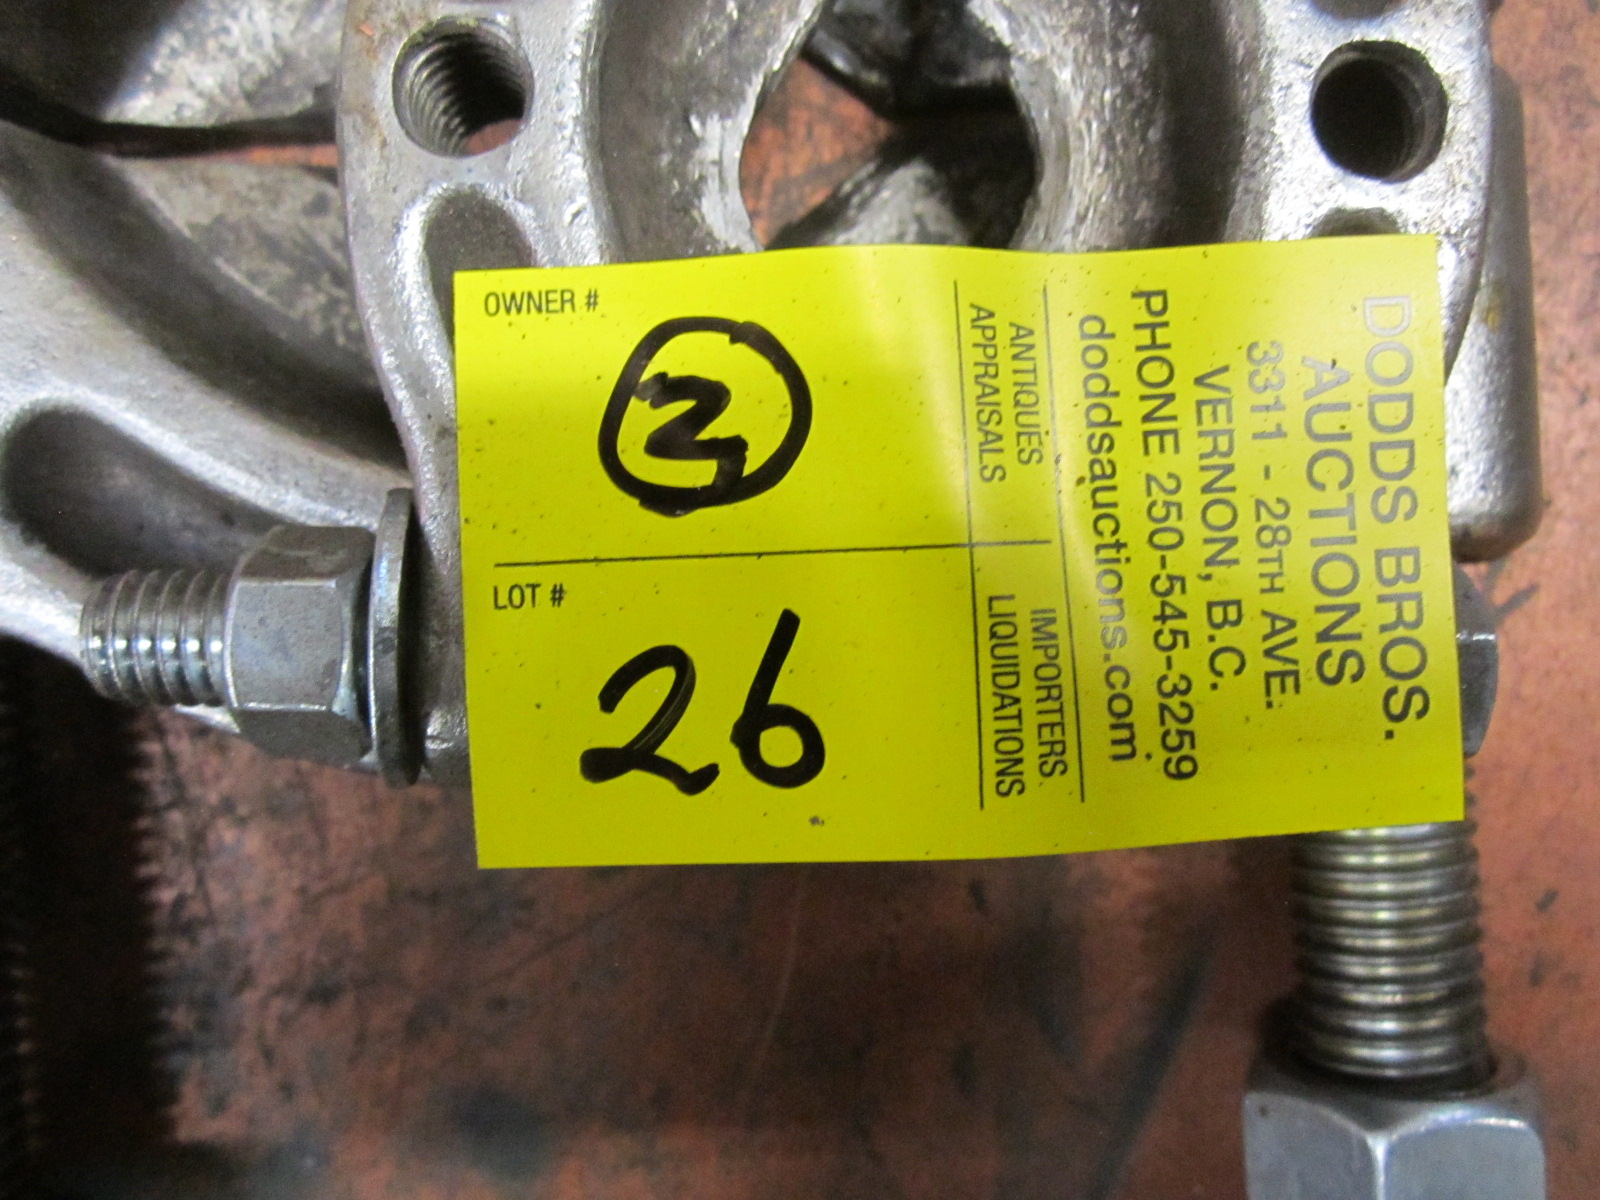 OWNER #
LOT #
26
DODDS BROS.
AUCTIONS
3311 - 28TH AVE.
VERNON, B.C.
PHONE 250-545-3259
doddsauctions.com
ANTIQUES IMPORTERS
APPRAISALS LIQUIDATIONS